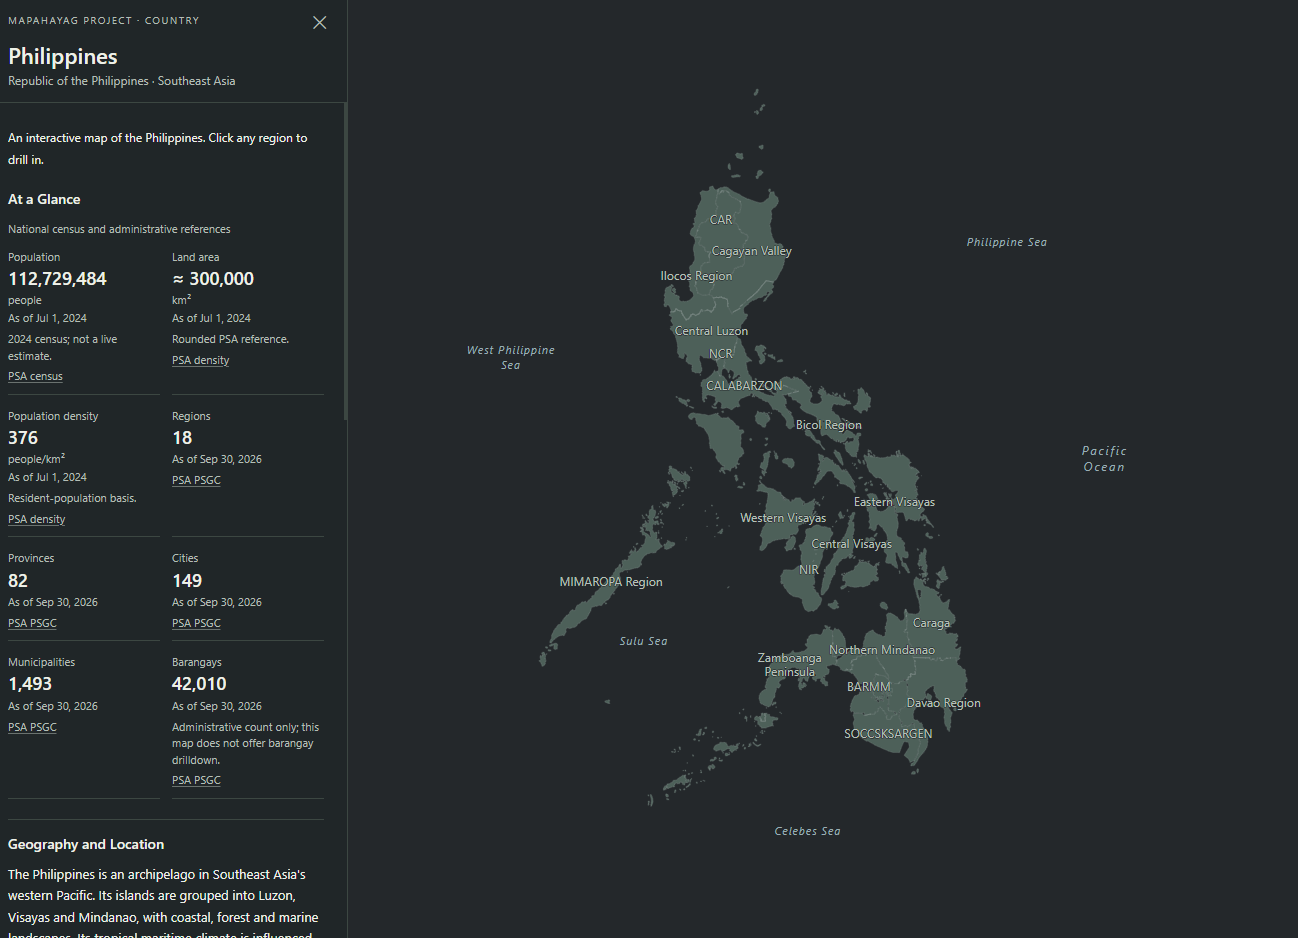 MAPAHAYAG PROJECT · COUNTRY
Philippines
Republic of the Philippines · Southeast Asia
An interactive map of the Philippines. Click any region to
drill in.
At a Glance
National census and administrative references
Population
112,729,484
people
As of Jul 1, 2024
2024 census; not a live
estimate.
PSA census
Land area
≈ 300,000
km²
As of Jul 1, 2024
Rounded PSA reference.
PSA density
Population density
376
people/km²
As of Jul 1, 2024
Resident-population basis.
PSA density
Regions
18
As of Sep 30, 2026
PSA PSGC
Provinces
82
As of Sep 30, 2026
PSA PSGC
Cities
149
As of Sep 30, 2026
PSA PSGC
Municipalities
1,493
As of Sep 30, 2026
PSA PSGC
Barangays
42,010
As of Sep 30, 2026
Administrative count only; this
map does not offer barangay
drilldown.
PSA PSGC
Geography and Location
The Philippines is an archipelago in Southeast Asia's
western Pacific. Its islands are grouped into Luzon,
Visayas and Mindanao, with coastal, forest and marine
landscapes. Its tropical maritime climate is influenced
CAR
Philippine Sea
Cagayan Valley
Ilocos Region
Central Luzon
West Philippine
Sea
NCR
CALABARZON
Bicol Region
Pacific
Ocean
Eastern Visayas
Western Visayas
Central Visayas
NIR
MIMAROPA Region
Caraga
Sulu Sea
Northern Mindanao
Zamboanga
Peninsula
BARMM
Davao Region
SOCCSKSARGEN
Celebes Sea